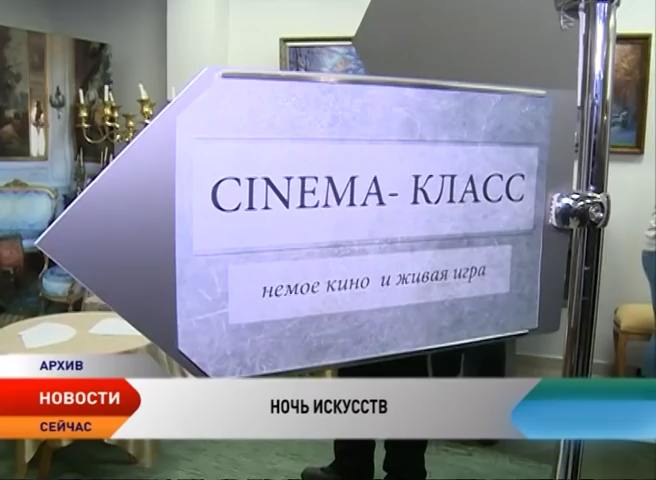 CINEMA- КЛАСС
немое кино и живая игра
АРХИВ
НОВОСТИ
СЕЙЧАС
НОЧЬ ИСКУССТВ